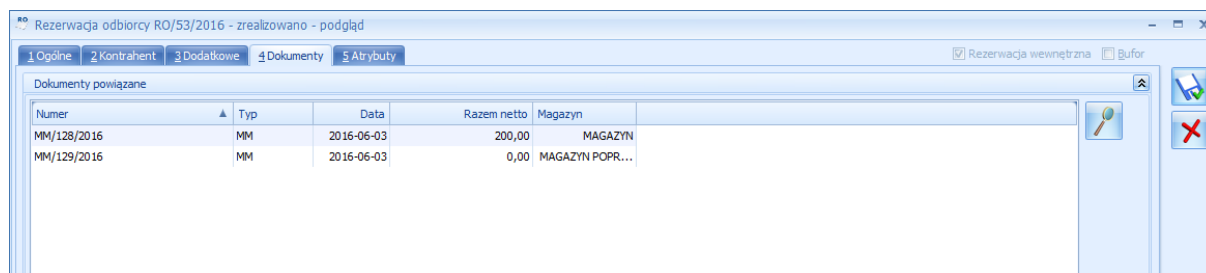 RO Rezerwacja odbiorcy RO/53/2016 - zrealizowano - podgląd
1 Ogólne 2 Kontrahent 3 Dodatkowe 4 Dokumenty 5 Atrybuty Rezerwacja wewnętrzna Bufor
Dokumenty powiązane
Numer Typ Data Razem netto Magazyn
MM/128/2016 MM 2016-06-03 200,00 MAGAZYN
MM/129/2016 MM 2016-06-03 0,00 MAGAZYN POPR...